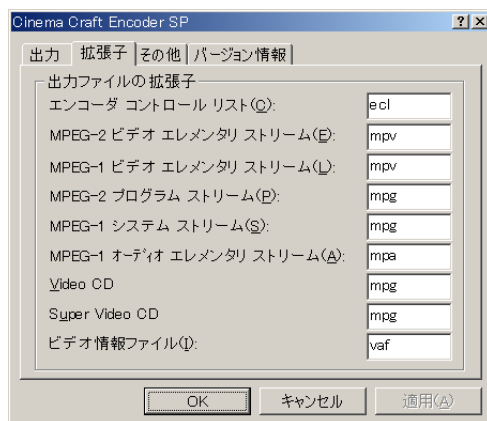 Cinema Craft Encoder SP
出力 拡張子 その他 バージョン情報
出力ファイルの拡張子
エンコーダ コントロール リスト(C): ecl
MPEG-2 ビデオ エレメンタリ ストリーム(E): mpv
MPEG-1 ビデオ エレメンタリ ストリーム(L): mpv
MPEG-2 プログラム ストリーム(P): mpg
MPEG-1 システム ストリーム(S): mpg
MPEG-1 オーディオ エレメンタリ ストリーム(A): mpa
Video CD mpg
Super Video CD mpg
ビデオ情報ファイル(I): vaf
OK キャンセル 適用(A)